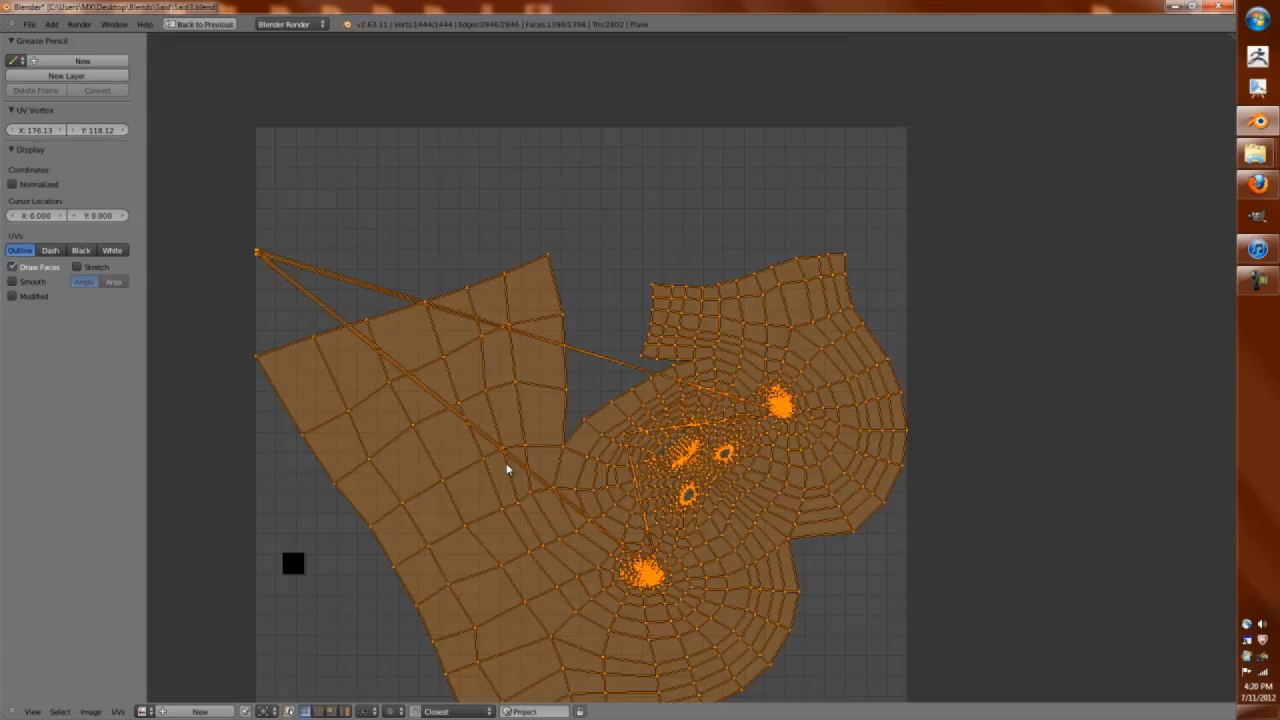 Blender* [C:\Users\MX\Desktop\Blends\Said\Said3.blend]
File Add Render Window Help Back to Previous Blender Render v2.63.11 | Verts:1444/1444 | Edges:2846/2846 | Faces:1398/1398 | Tris:2802 | Plane
Grease Pencil
New
New Layer
Delete Frame Convert
UV Vertex
X: 176.13 Y: 118.12
Display
Coordinates:
Normalized
Cursor Location:
X: 0.000 Y: 0.000
UVs:
Outline Dash Black White
Draw Faces Stretch
Smooth Angle Area
Modified
4:20 PM
7/11/2012
View Select Image UVs New Closest Project